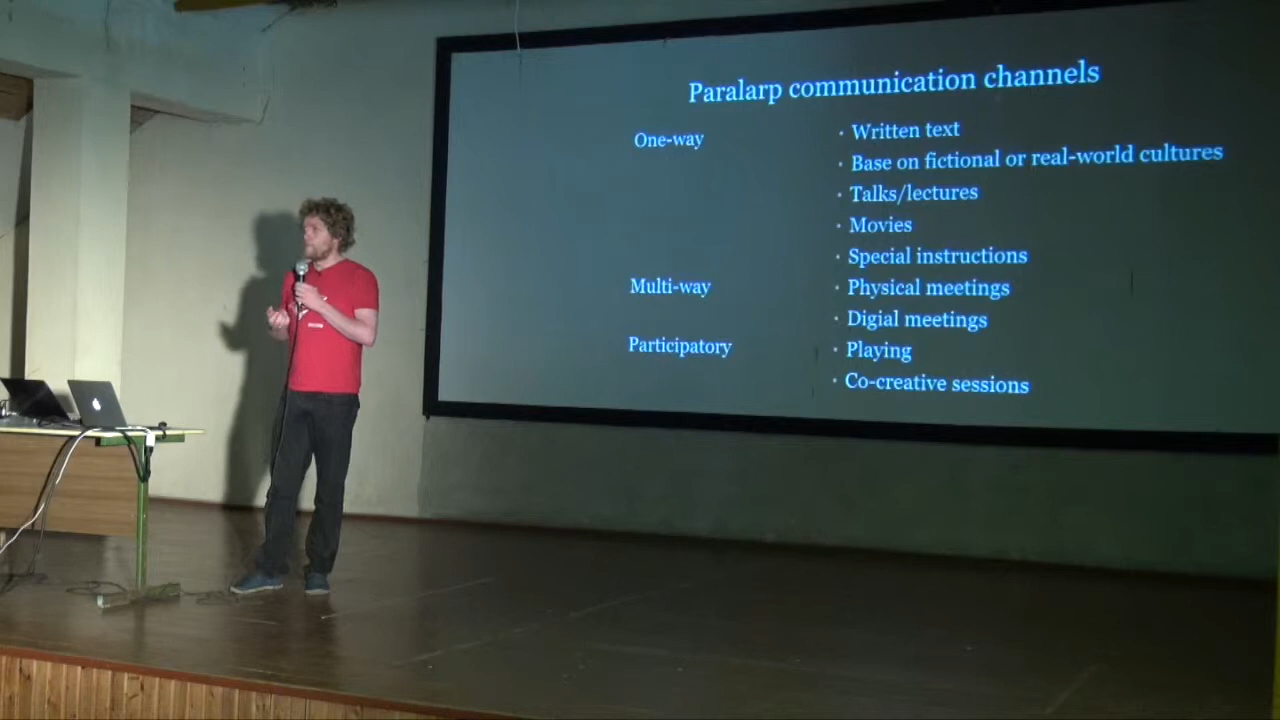 Paralarp communication channels
One-way
· Written text
· Base on fictional or real-world cultures
· Talks/lectures
· Movies
· Special instructions
Multi-way
· Physical meetings
· Digial meetings
Participatory
· Playing
· Co-creative sessions